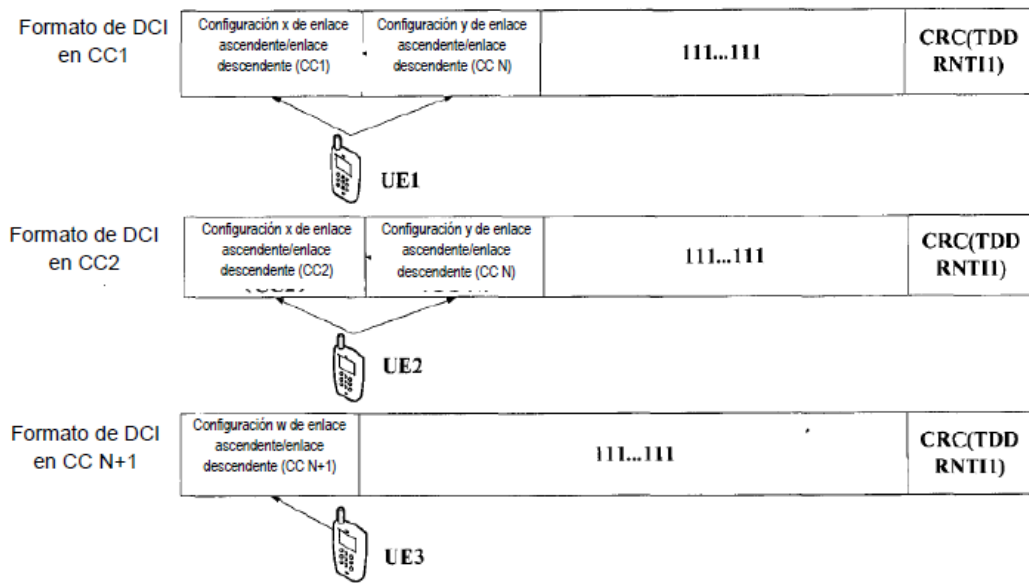 Formato de DCI
en CC1
Configuración x de enlace
ascendente/enlace
descendente (CC1)
Configuración y de enlace
ascendente/enlace
descendente (CC N)
111...111
CRC(TDD
RNTI1)
UE1
Formato de DCI
en CC2
Configuración x de enlace
ascendente/enlace
descendente (CC2)
Configuración y de enlace
ascendente/enlace
descendente (CC N)
111...111
CRC(TDD
RNTI1)
UE2
Formato de DCI
en CC N+1
Configuración w de enlace
ascendente/enlace
descendente (CC N+1)
111...111
CRC(TDD
RNTI1)
UE3